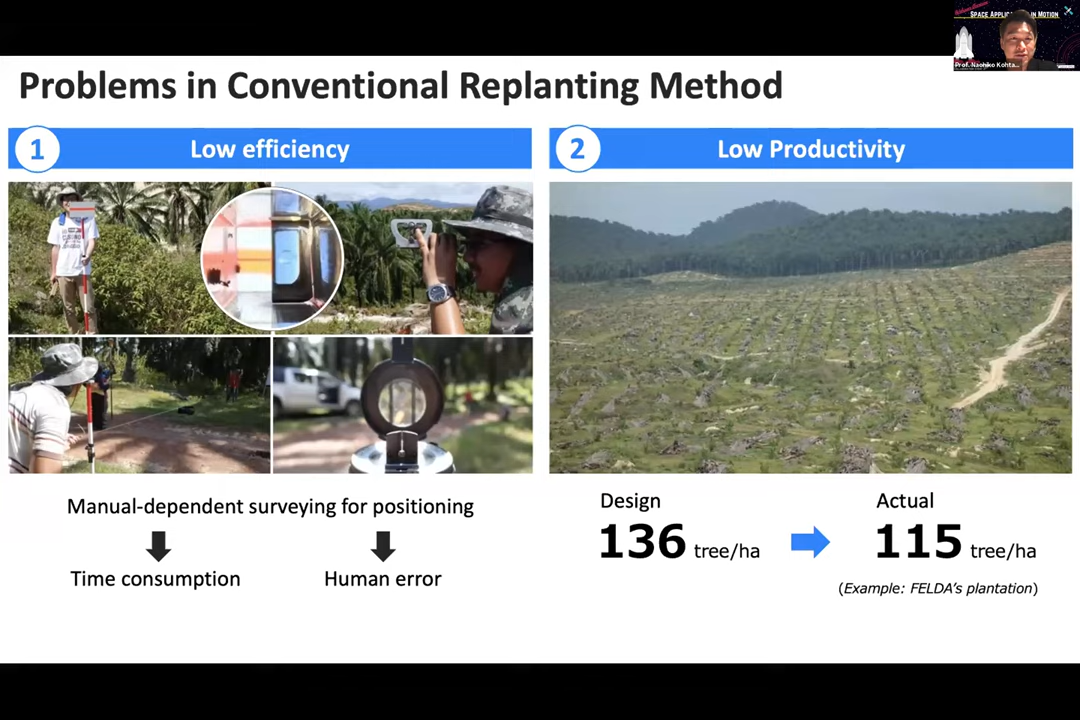 SPACE APPLICATIONS IN MOTION
Prof. Naohiko Kohta...
Problems in Conventional Replanting Method
1
Low efficiency
2
Low Productivity
Manual-dependent surveying for positioning
Time consumption
Human error
Design
Actual
136 tree/ha
115 tree/ha
(Example: FELDA's plantation)